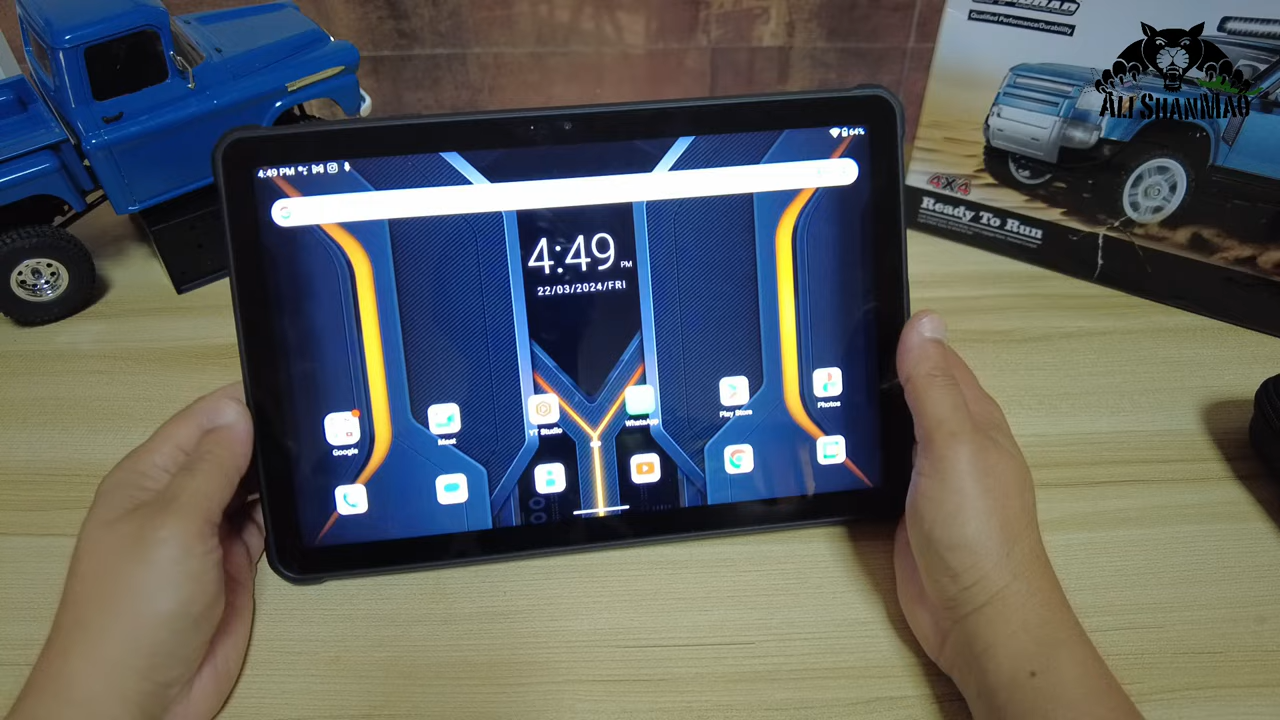 Qualified Performance/Durability
ALI SHANMAO
4X4
Ready To Run
4:49 PM
64%
4:49 PM
22/03/2024/FRI
Google
Meet
YT Studio
WhatsApp
Play Store
Photos